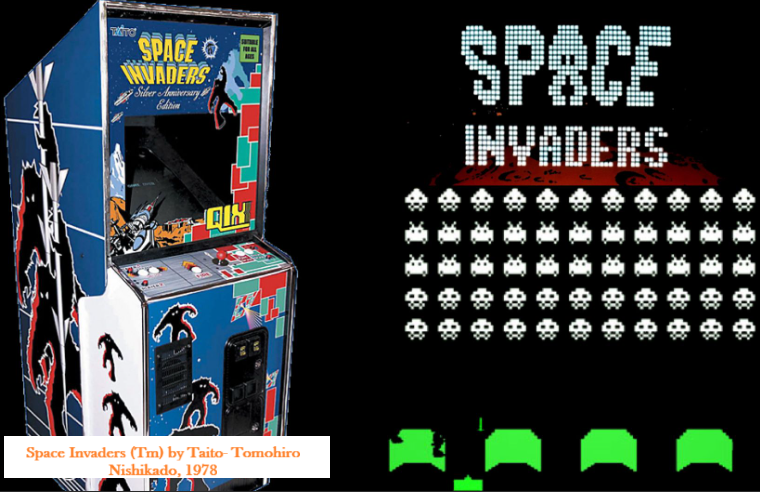 TAITO
SPACE
INVADERS
SUITABLE
FOR ALL
AGES
Silver Anniversary
Edition
QIX
SPACE
INVADERS
Space Invaders (Tm) by Taito- Tomohiro
Nishikado, 1978